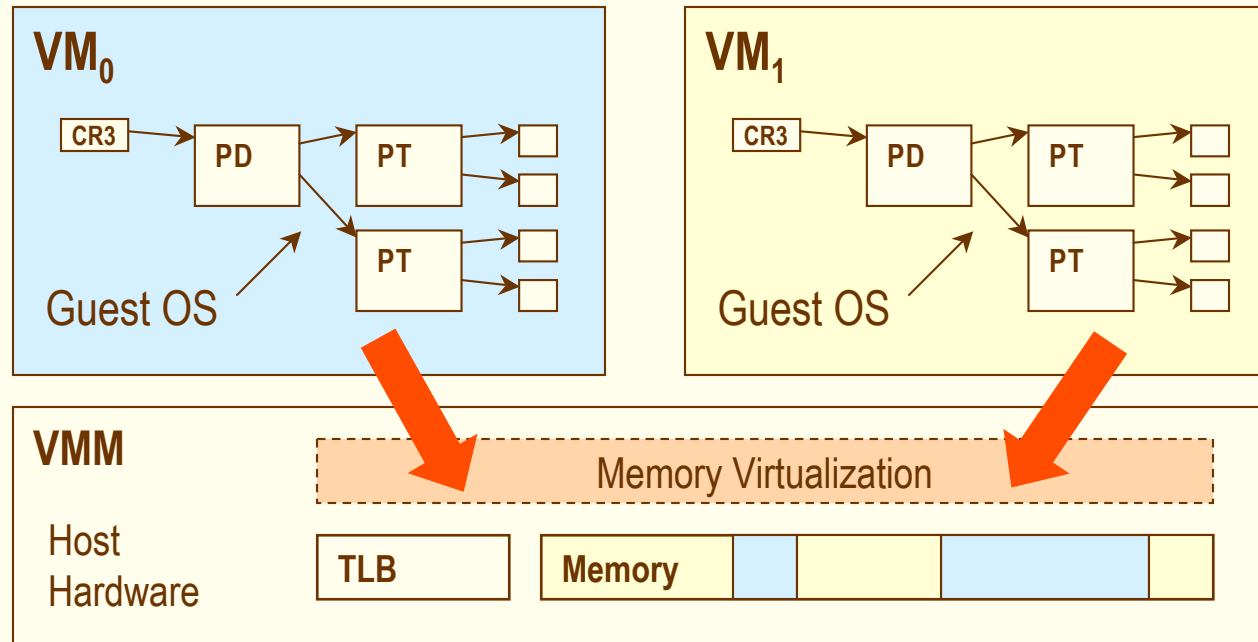 VM₀
CR3
PD
PT
PT
Guest OS
VM₁
CR3
PD
PT
PT
Guest OS
VMM
Memory Virtualization
Host
Hardware
TLB
Memory